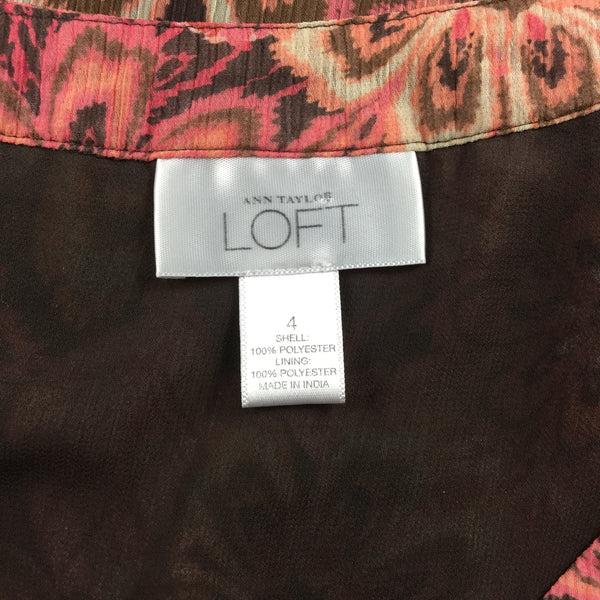 ANN TAYLOR
LOFT
4
SHELL:
100% POLYESTER
LINING:
100% POLYESTER
MADE IN INDIA